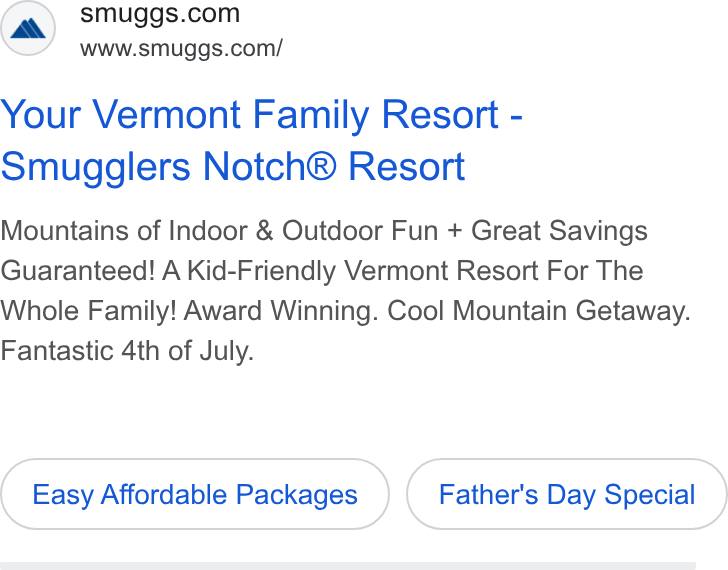 smuggs.com
www.smuggs.com/
Your Vermont Family Resort -
Smugglers Notch® Resort
Mountains of Indoor & Outdoor Fun + Great Savings
Guaranteed! A Kid-Friendly Vermont Resort For The
Whole Family! Award Winning. Cool Mountain Getaway.
Fantastic 4th of July.
Easy Affordable Packages
Father's Day Special